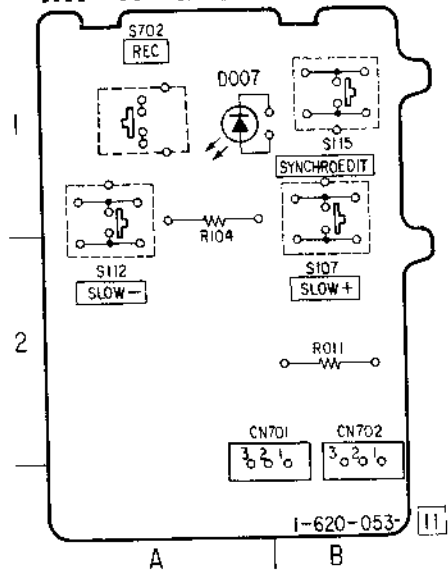 S702
REC
D007
1
S115
SYNCHROEDIT
R104
S112
SLOW—
S107
SLOW+
2
R011
CN701
CN702
3 2 1
3 2 1
1-620-053-
11
A
B